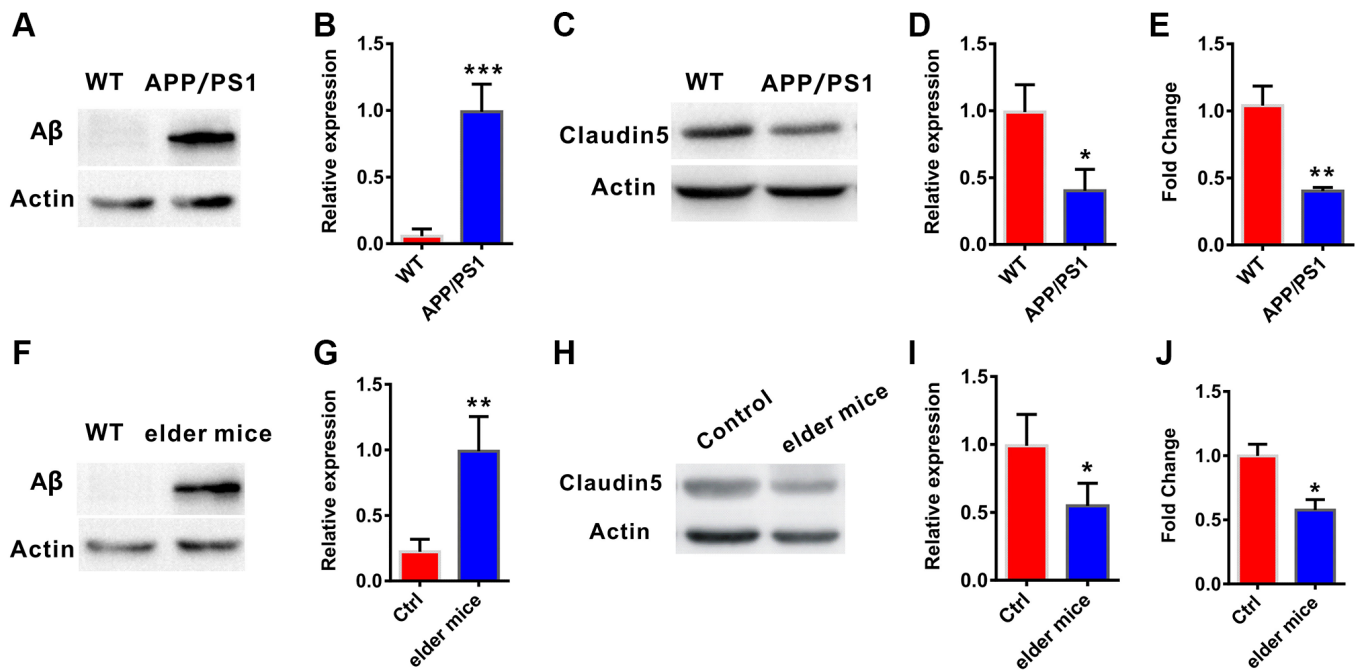 A
WT APP/PS1
Aβ
Actin
B
Relative expression
1.5
1.0
0.5
0.0
***
WT
APP/PS1
C
WT APP/PS1
Claudin5
Actin
D
Relative expression
1.5
1.0
0.5
0.0
*
WT
APP/PS1
E
Fold Change
1.5
1.0
0.5
0.0
**
WT
APP/PS1
F
WT elder mice
Aβ
Actin
G
Relative expression
1.5
1.0
0.5
0.0
**
Ctrl
elder mice
H
Control elder mice
Claudin5
Actin
I
Relative expression
1.5
1.0
0.5
0.0
*
Ctrl
elder mice
J
Fold Change
1.5
1.0
0.5
0.0
*
Ctrl
elder mice